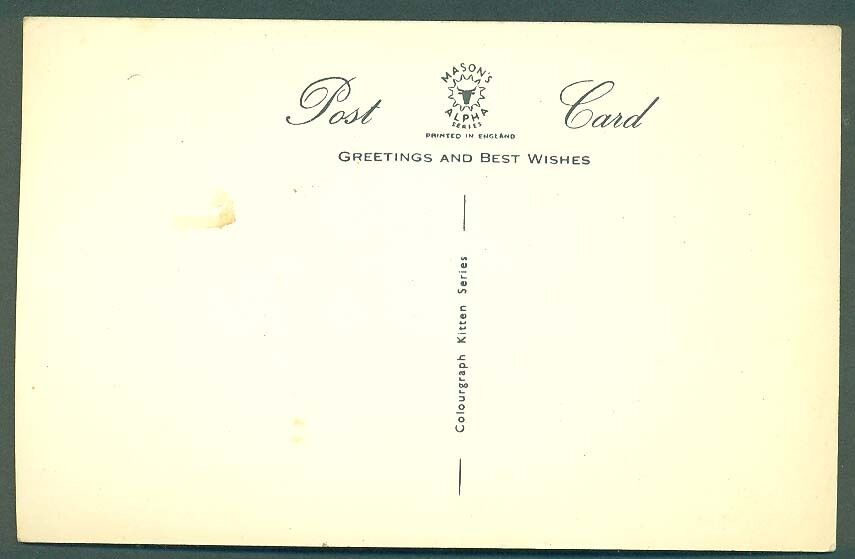 Post Card
MASON'S
ALPHA
SERIES
PRINTED IN ENGLAND
GREETINGS AND BEST WISHES
Colourgraph Kitten Series